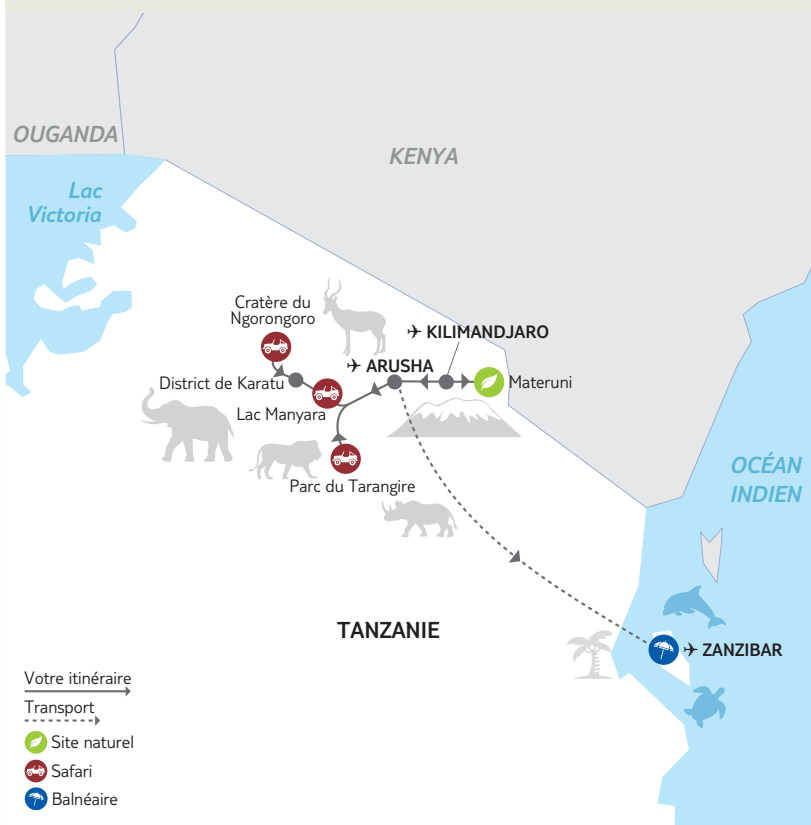 OUGANDA
KENYA
Lac
Victoria
Cratère du
Ngorongoro
KILIMANDJARO
ARUSHA
District de Karatu
Materuni
Lac Manyara
Parc du Tarangire
OCÉAN
INDIEN
TANZANIE
ZANZIBAR
Votre itinéraire
Transport
Site naturel
Safari
Balnéaire